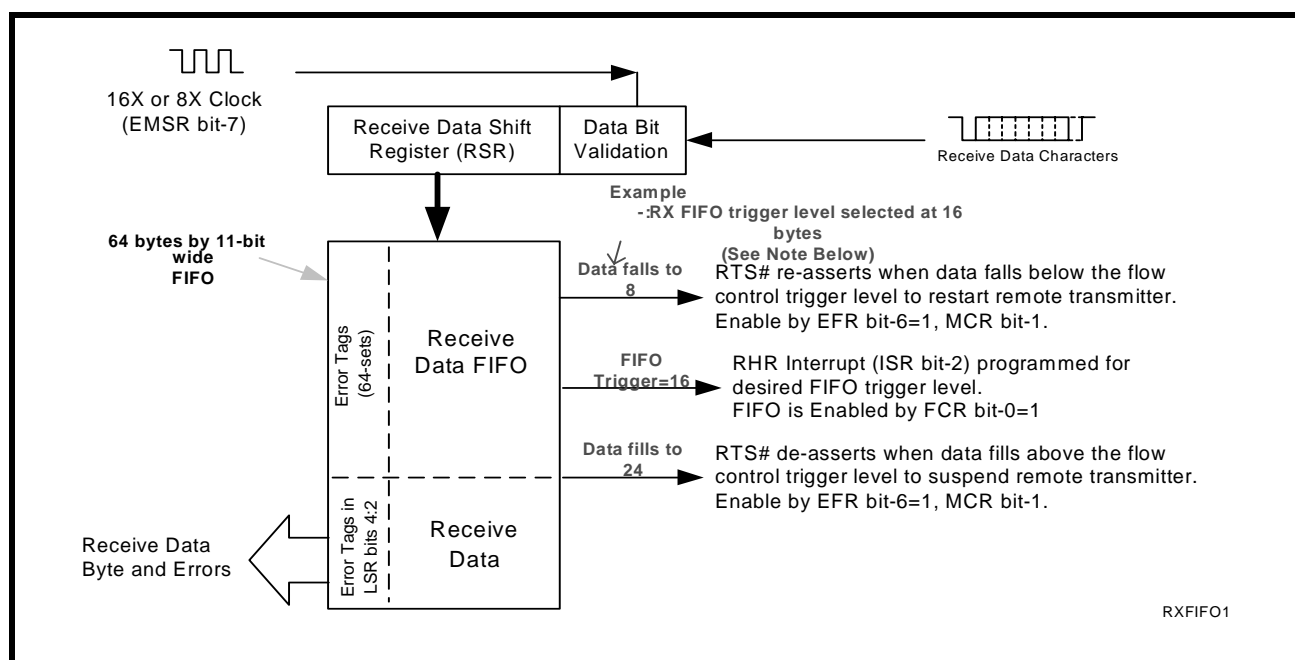 16X or 8X Clock
(EMSR bit-7)
Receive Data Shift
Register (RSR)
Data Bit
Validation
Receive Data Characters
Example
-:RX FIFO trigger level selected at 16
bytes
(See Note Below)
64 bytes by 11-bit
wide
FIFO
Error Tags
(64-sets)
Receive
Data FIFO
Data falls to
8
RTS# re-asserts when data falls below the flow
control trigger level to restart remote transmitter.
Enable by EFR bit-6=1, MCR bit-1.
FIFO
Trigger=16
RHR Interrupt (ISR bit-2) programmed for
desired FIFO trigger level.
FIFO is Enabled by FCR bit-0=1
Data fills to
24
RTS# de-asserts when data fills above the flow
control trigger level to suspend remote transmitter.
Enable by EFR bit-6=1, MCR bit-1.
Error Tags in
LSR bits 4:2
Receive
Data
Receive Data
Byte and Errors
RXFIFO1